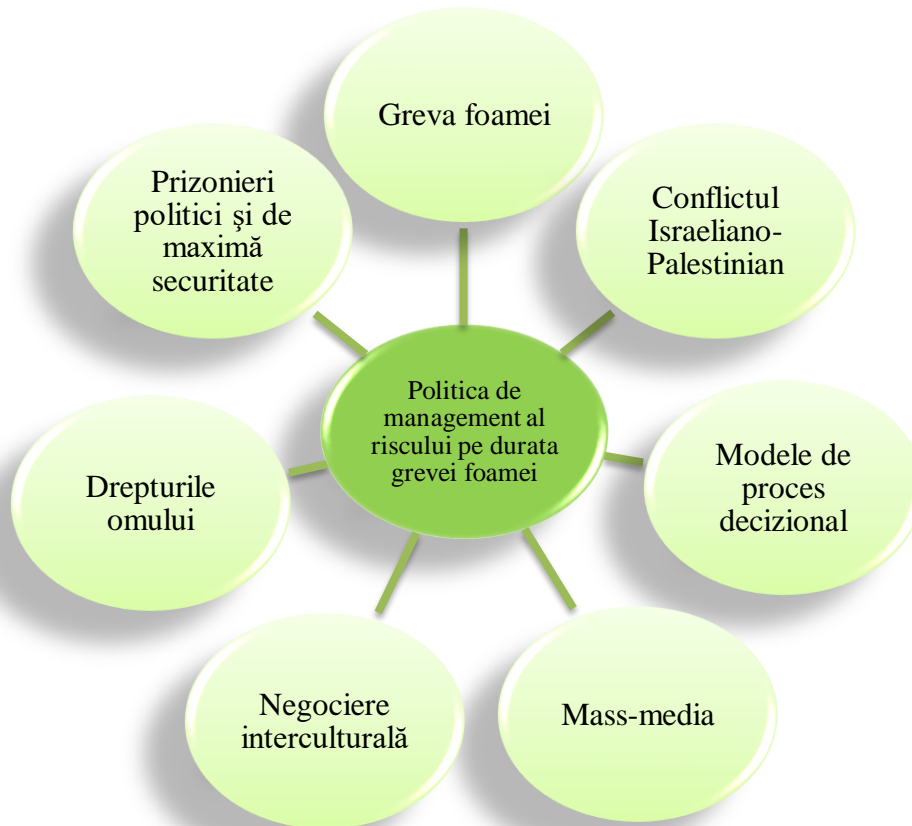 Greva foamei
Conflictul
Israeliano-
Palestinian
Modele de
proces
decizional
Mass-media
Negociere
interculturală
Drepturile
omului
Prizonieri
politici şi de
maximă
securitate
Politica de
management al
riscului pe durata
grevei foamei